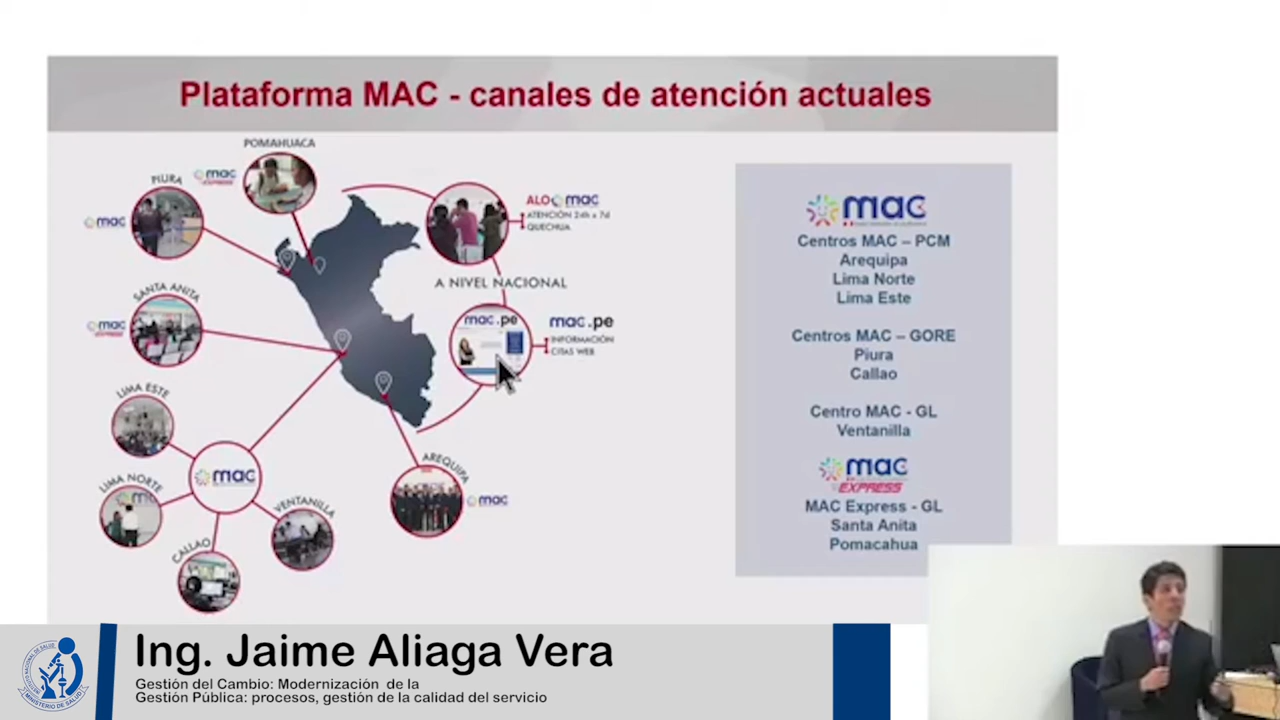 Plataforma MAC - canales de atención actuales
POMAHUACA
mac
EXPRESS
PIURA
mac
ALO mac
ATENCIÓN 24h x 7d
QUECHUA
A NIVEL NACIONAL
SANTA ANITA
mac
EXPRESS
mac.pe
mac.pe
INFORMACIÓN
CITAS WEB
LIMA ESTE
mac
LIMA NORTE
VENTANILLA
CALLAO
AREQUIPA
mac
mac
Centros MAC – PCM
Arequipa
Lima Norte
Lima Este
Centros MAC – GORE
Piura
Callao
Centro MAC - GL
Ventanilla
mac
EXPRESS
MAC Express - GL
Santa Anita
Pomacahua
Ing. Jaime Aliaga Vera
Gestión del Cambio: Modernización de la
Gestión Pública: procesos, gestión de la calidad del servicio